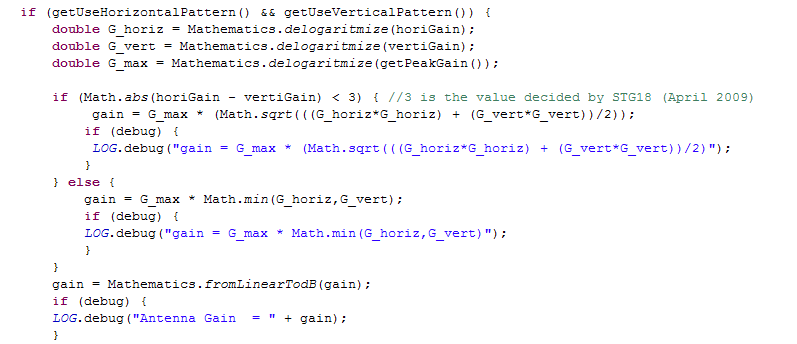 if (getUseHorizontalPattern() && getUseVerticalPattern()) {
double G_horiz = Mathematics.delogaritmize(horiGain);
double G_vert = Mathematics.delogaritmize(vertiGain);
double G_max = Mathematics.delogaritmize(getPeakGain());
if (Math.abs(horiGain - vertiGain) < 3) { //3 is the value decided by STG18 (April 2009)
gain = G_max * (Math.sqrt(((G_horiz*G_horiz) + (G_vert*G_vert))/2));
if (debug) {
LOG.debug("gain = G_max * (Math.sqrt(((G_horiz*G_horiz) + (G_vert*G_vert))/2)");
}
} else {
gain = G_max * Math.min(G_horiz,G_vert);
if (debug) {
LOG.debug("gain = G_max * Math.min(G_horiz,G_vert)");
}
}
gain = Mathematics.fromLinearTodB(gain);
if (debug) {
LOG.debug("Antenna Gain  = " + gain);
}